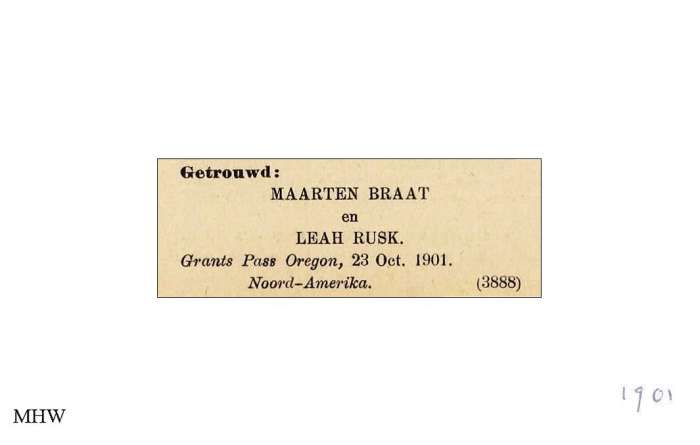 Getrouwd:
MAARTEN BRAAT
en
LEAH RUSK.
Grants Pass Oregon, 23 Oct. 1901.
Noord-Amerika. (3888)
1901
MHW